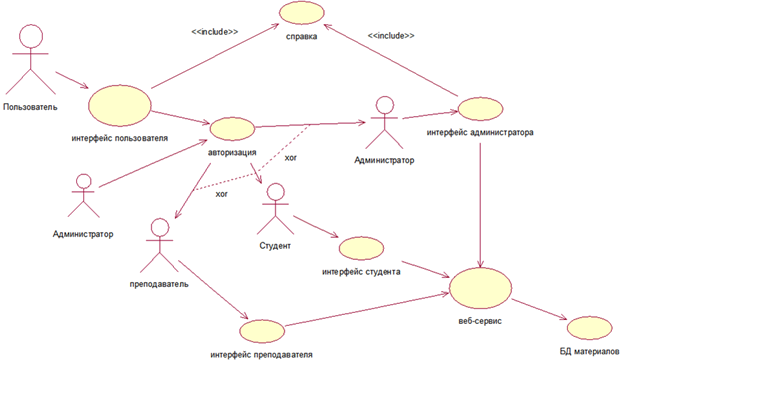 <<include>>
справка
<<include>>
Пользователь
интерфейс пользователя
авторизация
Администратор
интерфейс администратора
xor
xor
Администратор
преподаватель
Студент
интерфейс студента
веб-сервис
интерфейс преподавателя
БД материалов